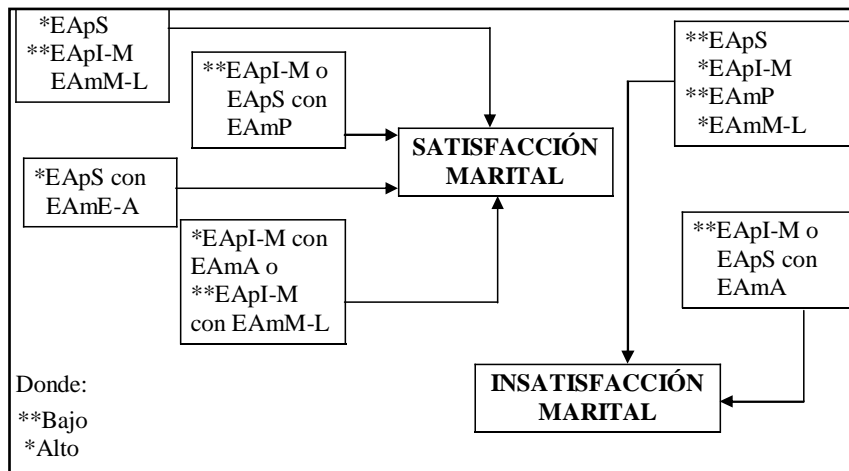 *EApS
**EApI-M
EAmM-L
**EApI-M o
EApS con
EAmP
*EApS con
EAmE-A
*EApI-M con
EAmA o
**EApI-M
con EAmM-L
SATISFACCIÓN
MARITAL
**EApS
*EApI-M
**EAmP
*EAmM-L
**EApI-M o
EApS con
EAmA
INSATISFACCIÓN
MARITAL
Donde:
**Bajo
*Alto